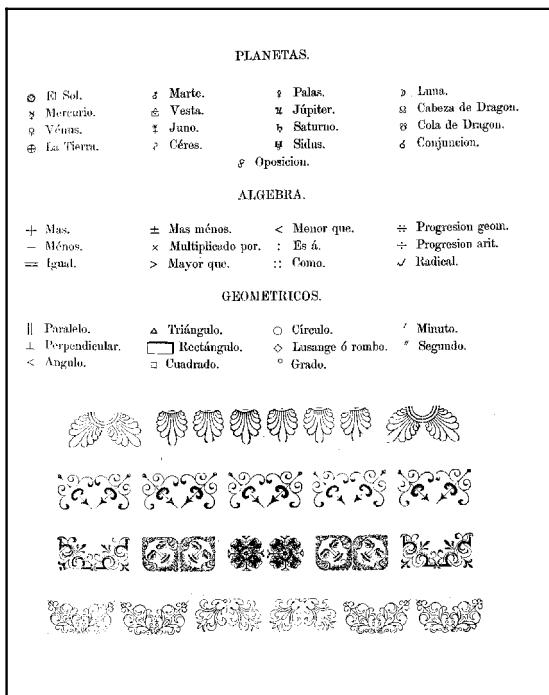 PLANETAS.
☉ El Sol. ♂ Marte. ⚴ Palas. ☽ Luna.
☿ Mercurio. ⚶ Vesta. ♃ Júpiter. ☊ Cabeza de Dragon.
♀ Vénus. ⚵ Juno. ♄ Saturno. ☋ Cola de Dragon.
⊕ La Tierra. ⚳ Céres. ♅ Sidus. ☌ Conjuncion.
☍ Oposicion.
ALGEBRA.
+ Mas. ± Mas ménos. < Menor que. ∺ Progresion geom.
− Ménos. × Multiplicado por. : Es á. ÷ Progresion arit.
= Igual. > Mayor que. :: Como. √ Radical.
GEOMETRICOS.
|| Paralelo. △ Triángulo. ○ Círculo. ′ Minuto.
⊥ Perpendicular. ▭ Rectángulo. ◇ Lusange ó rombo. ″ Segundo.
< Angulo. □ Cuadrado. ° Grado.